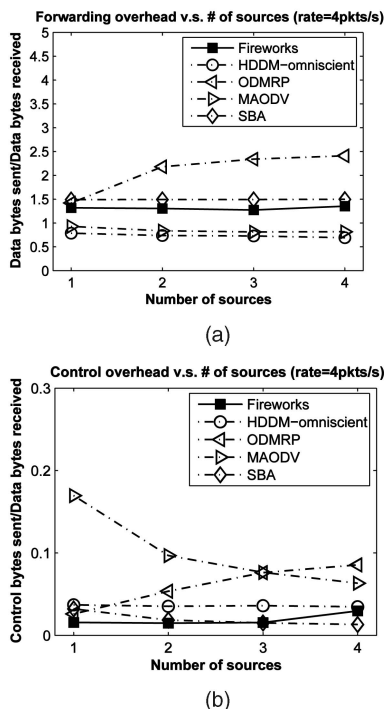 Forwarding overhead v.s. # of sources (rate=4pkts/s)
Data bytes sent/Data bytes received
5
4.5
4
3.5
3
2.5
2
1.5
1
0.5
0
Fireworks
HDDM−omniscient
ODMRP
MAODV
SBA
1
2
3
4
Number of sources
(a)
Control overhead v.s. # of sources (rate=4pkts/s)
Control bytes sent/Data bytes received
0.3
0.2
0.1
0
Fireworks
HDDM−omniscient
ODMRP
MAODV
SBA
1
2
3
4
Number of sources
(b)